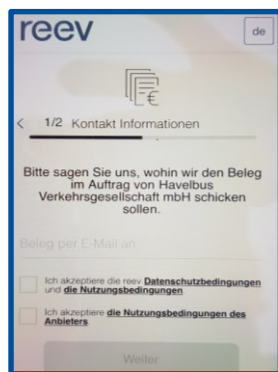 reev
de
€
1/2 Kontakt Informationen
Bitte sagen Sie uns, wohin wir den Beleg
im Auftrag von Havelbus
Verkehrsgesellschaft mbH schicken
sollen.
Beleg per E-Mail an
Ich akzeptiere die reev Datenschutzbedingungen
und die Nutzungsbedingungen
Ich akzeptiere die Nutzungsbedingungen des
Anbieters
Weiter